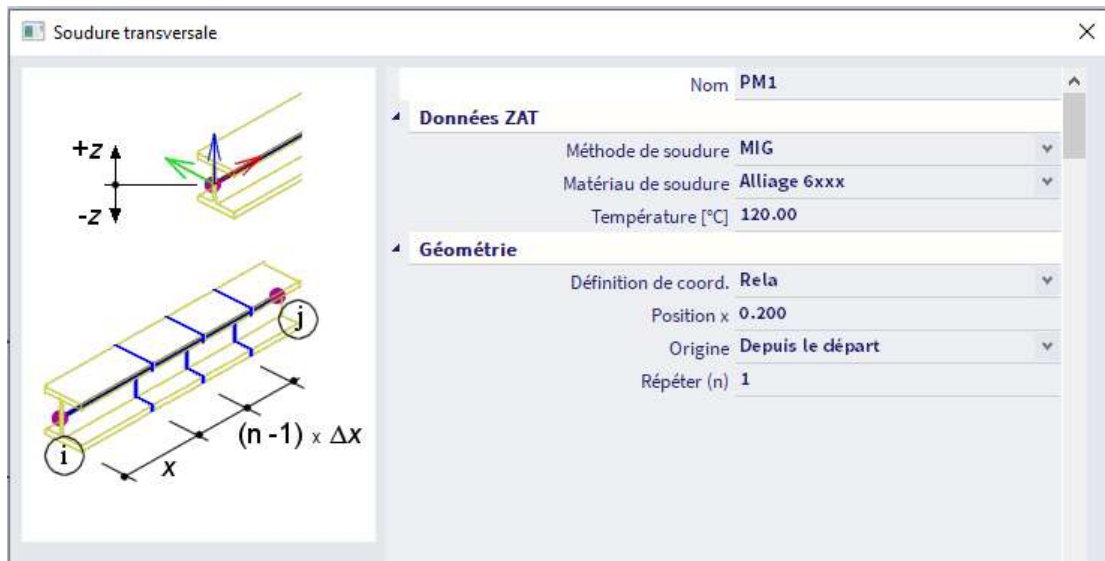 Soudure transversale
+z
-z
i
j
x
(n -1) x Δx
Nom PM1
Données ZAT
Méthode de soudure MIG
Matériau de soudure Alliage 6xxx
Température [°C] 120.00
Géométrie
Définition de coord. Rela
Position x 0.200
Origine Depuis le départ
Répéter (n) 1